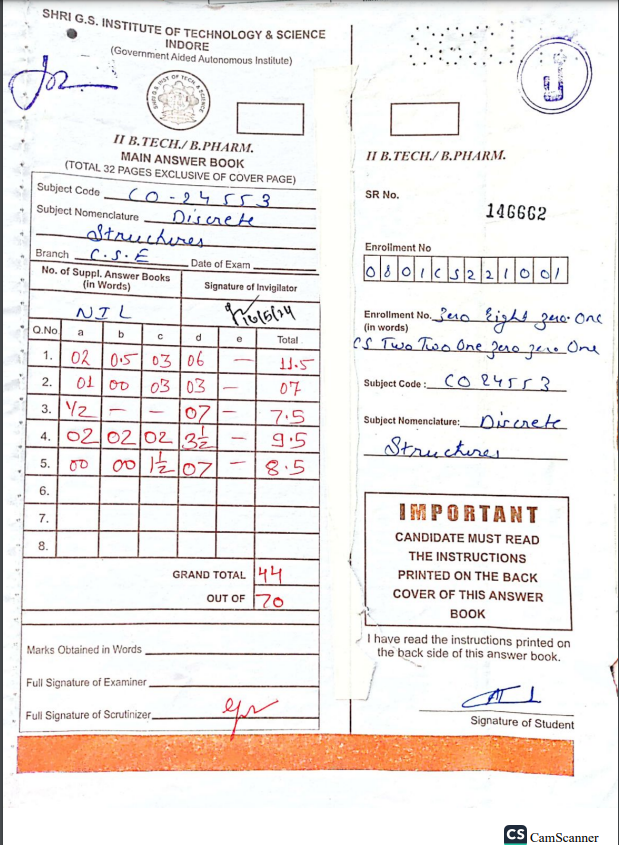 SHRI G.S. INSTITUTE OF TECHNOLOGY & SCIENCE
INDORE
(Government Aided Autonomous Institute)
SHRI G.S. INST OF TECH & SCIENCE
II B.TECH./ B.PHARM.
MAIN ANSWER BOOK
(TOTAL 32 PAGES EXCLUSIVE OF COVER PAGE)
Subject Code CO-24553
Subject Nomenclature Discrete
Structures
Branch C.S.E Date of Exam
No. of Suppl. Answer Books (in Words) Signature of Invigilator
NIL 16/5/24
Q.No. a b c d e Total
1. 02 0.5 03 06 — 11.5
2. 01 00 03 03 — 07
3. 1/2 — — 07 — 7.5
4. 02 02 02 3 1/2 — 9.5
5. 00 00 1 1/2 07 — 8.5
6.
7.
8.
GRAND TOTAL 44
OUT OF 70
Marks Obtained in Words
Full Signature of Examiner
Full Signature of Scrutinizer
II B.TECH./ B.PHARM.
SR No.
146662
Enrollment No
0801CS221001
Enrollment No. Zero Eight Zero One
(in words)
CS Two Two One Zero Zero One
Subject Code : CO 24553
Subject Nomenclature: Discrete
Structures
IMPORTANT
CANDIDATE MUST READ
THE INSTRUCTIONS
PRINTED ON THE BACK
COVER OF THIS ANSWER
BOOK
I have read the instructions printed on
the back side of this answer book.
Signature of Student
CS CamScanner